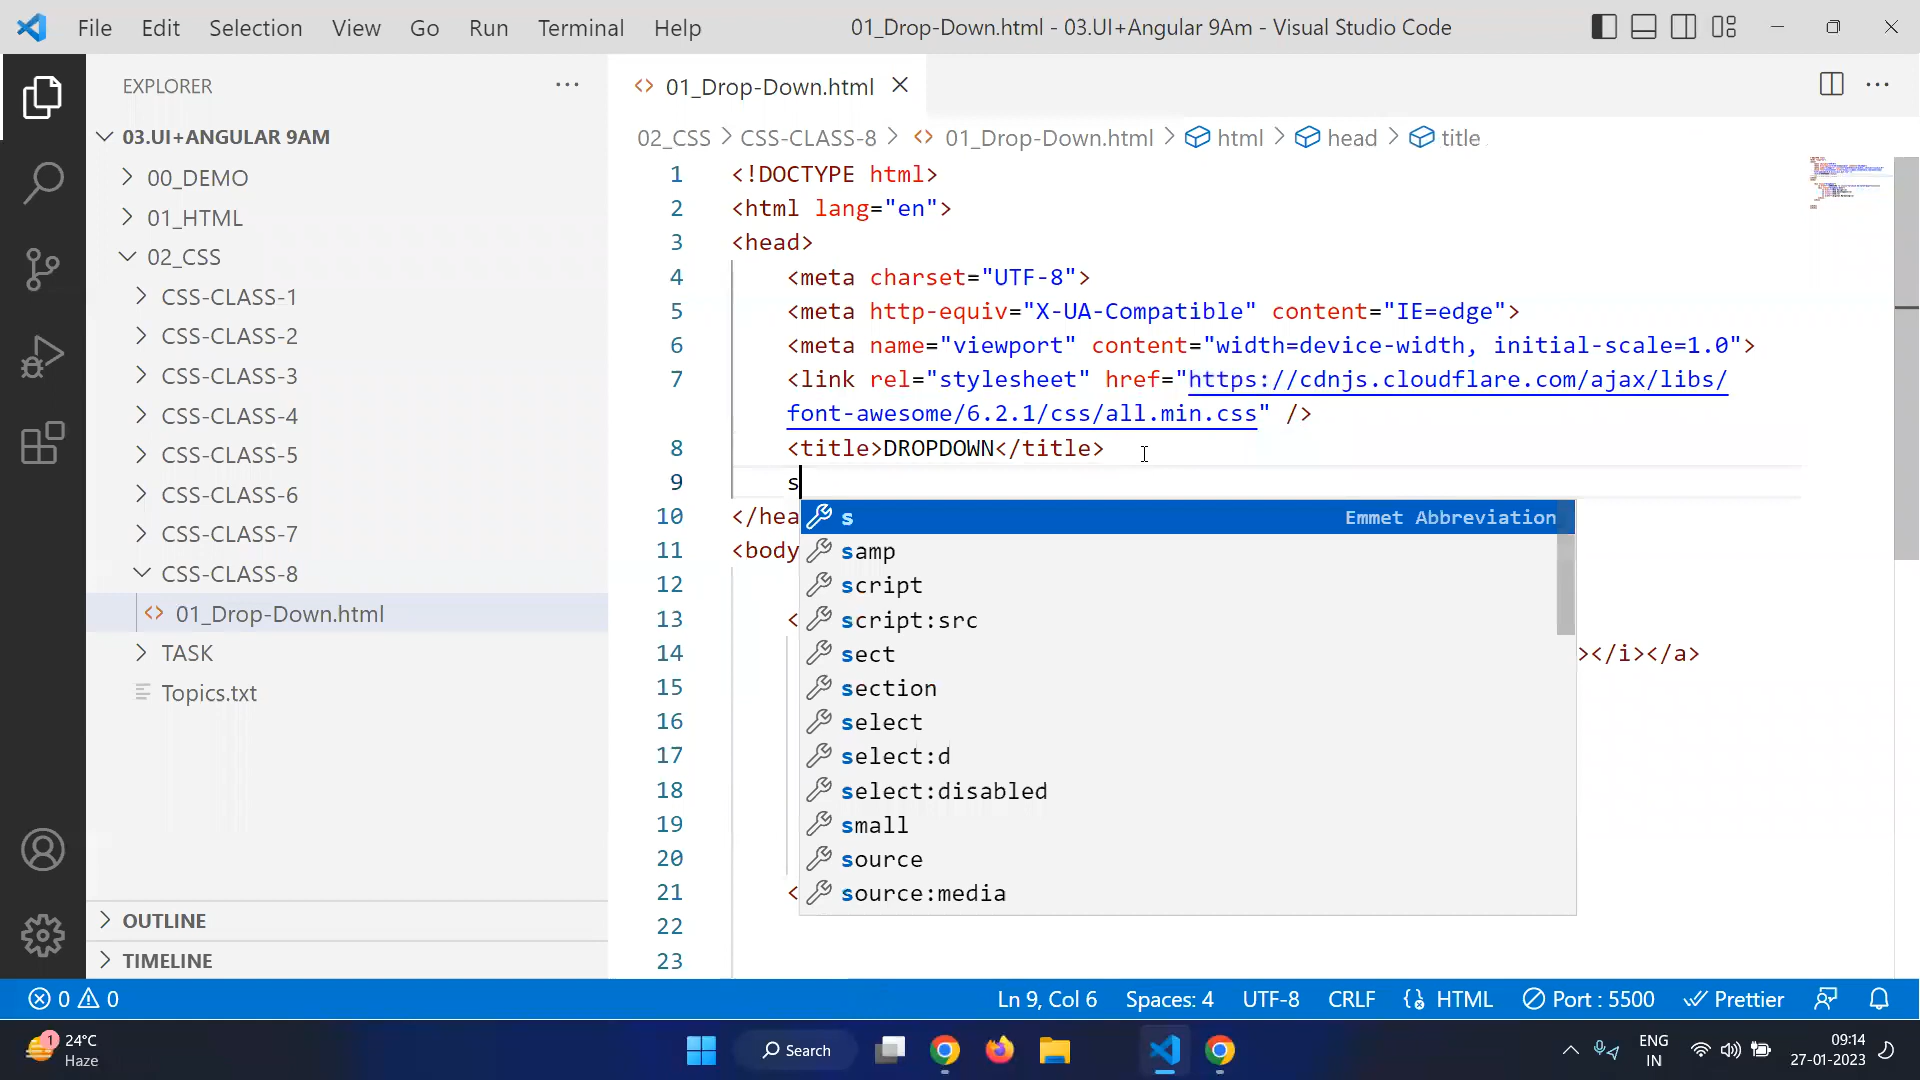 File Edit Selection View Go Run Terminal Help 01_Drop-Down.html - 03.UI+Angular 9Am - Visual Studio Code
EXPLORER
03.UI+ANGULAR 9AM
00_DEMO
01_HTML
02_CSS
CSS-CLASS-1
CSS-CLASS-2
CSS-CLASS-3
CSS-CLASS-4
CSS-CLASS-5
CSS-CLASS-6
CSS-CLASS-7
CSS-CLASS-8
01_Drop-Down.html
TASK
Topics.txt
OUTLINE
TIMELINE
01_Drop-Down.html
02_CSS > CSS-CLASS-8 > 01_Drop-Down.html > html > head > title
1 <!DOCTYPE html>
2 <html lang="en">
3 <head>
4 <meta charset="UTF-8">
5 <meta http-equiv="X-UA-Compatible" content="IE=edge">
6 <meta name="viewport" content="width=device-width, initial-scale=1.0">
7 <link rel="stylesheet" href="https://cdnjs.cloudflare.com/ajax/libs/
font-awesome/6.2.1/css/all.min.css" />
8 <title>DROPDOWN</title>
9 s
10 </hea
11 <body
12
13 <
14 ></i></a>
15
16
17
18
19
20
21 <
22
23
s Emmet Abbreviation
samp
script
script:src
sect
section
select
select:d
select:disabled
small
source
source:media
0 0 Ln 9, Col 6 Spaces: 4 UTF-8 CRLF HTML Port : 5500 Prettier
1 24°C
Haze
Search
ENG
IN
09:14
27-01-2023